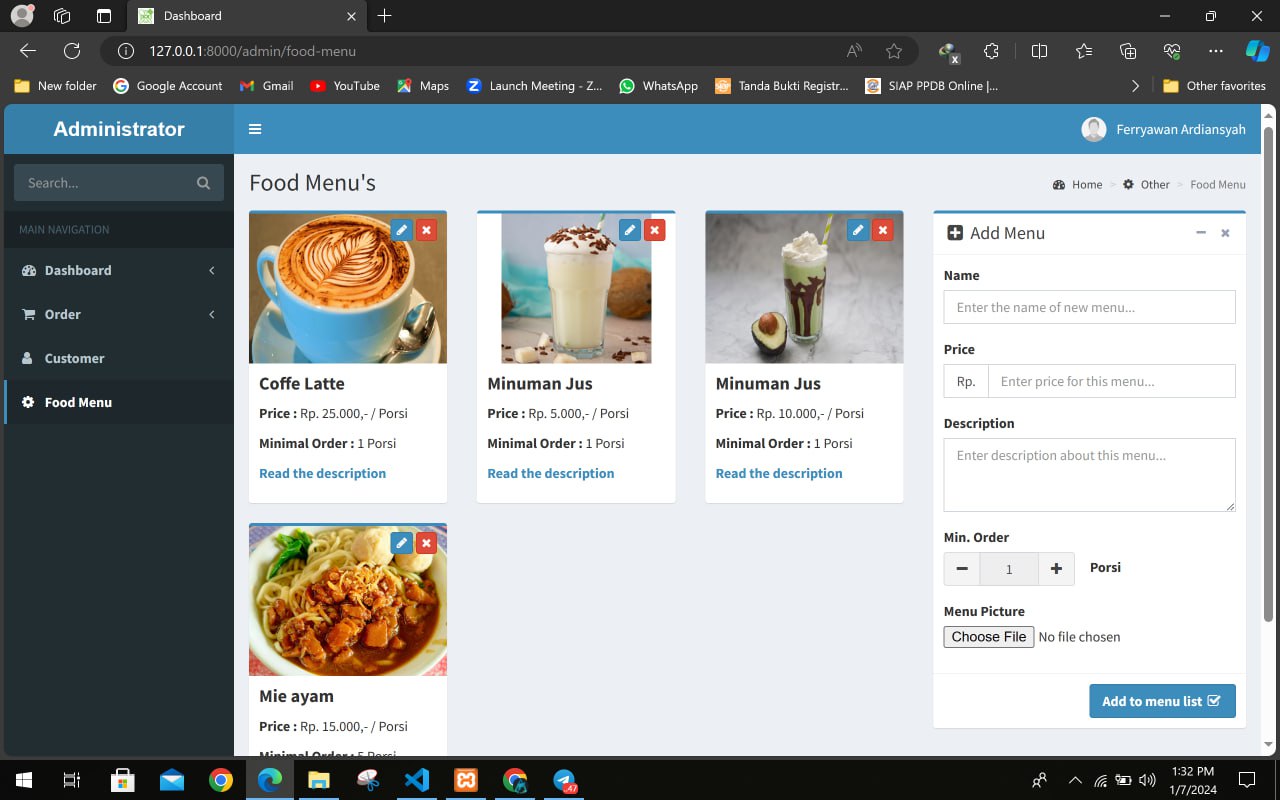 Dashboard
127.0.0.1:8000/admin/food-menu
New folder
Google Account
Gmail
YouTube
Maps
Launch Meeting - Z...
WhatsApp
Tanda Bukti Registr...
SIAP PPDB Online |...
Other favorites
Administrator
Ferryawan Ardiansyah
Search...
MAIN NAVIGATION
Dashboard
Order
Customer
Food Menu
Food Menu's
Home > Other > Food Menu
Coffe Latte
Price : Rp. 25.000,- / Porsi
Minimal Order : 1 Porsi
Read the description
Minuman Jus
Price : Rp. 5.000,- / Porsi
Minimal Order : 1 Porsi
Read the description
Minuman Jus
Price : Rp. 10.000,- / Porsi
Minimal Order : 1 Porsi
Read the description
Mie ayam
Price : Rp. 15.000,- / Porsi
Minimal Order : 5 Porsi
Add Menu
Name
Enter the name of new menu...
Price
Rp.
Enter price for this menu...
Description
Enter description about this menu...
Min. Order
1
Porsi
Menu Picture
Choose File No file chosen
Add to menu list
1:32 PM
1/7/2024